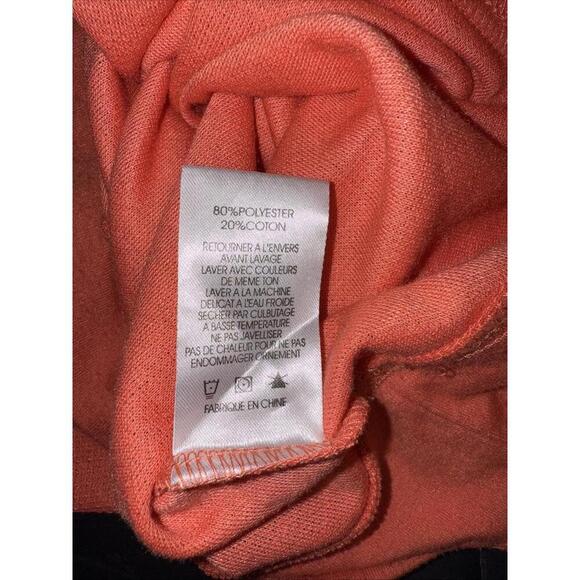 80%POLYESTER
20%COTON
RETOURNER A L'ENVERS
AVANT LAVAGE
LAVER AVEC COULEURS
DE MEME TON
LAVER A LA MACHINE
DELICAT A L'EAU FROIDE
SECHER PAR CULBUTAGE
A BASSE TEMPERATURE
NE PAS JAVELLISER
PAS DE CHALEUR POUR NE PAS
ENDOMMAGER ORNEMENT
FABRIQUE EN CHINE